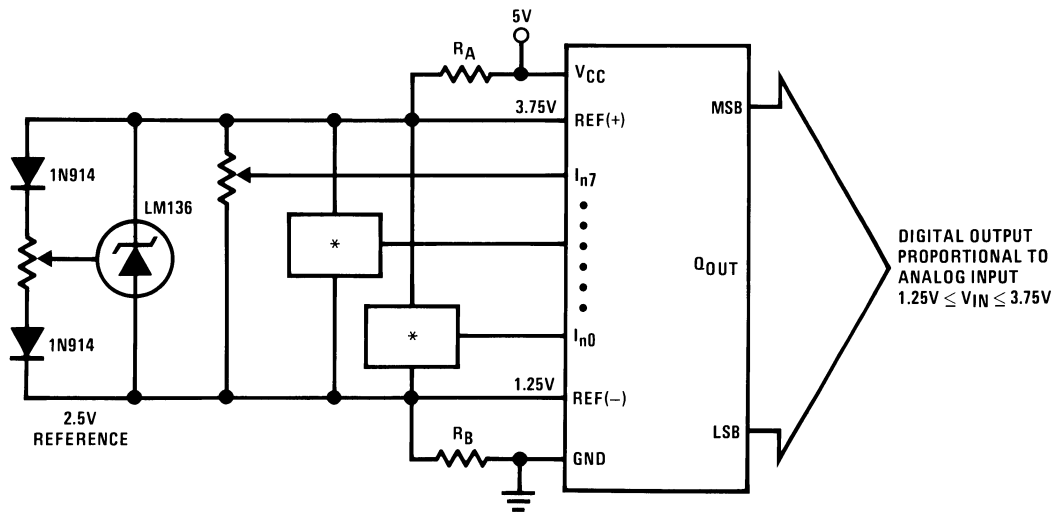 5V
RA
VCC
MSB
3.75V
REF(+)
1N914
In7
LM136
*
QOUT
DIGITAL OUTPUT
PROPORTIONAL TO
ANALOG INPUT
1.25V ≤ VIN ≤ 3.75V
1N914
*
In0
1.25V
REF(−)
2.5V
REFERENCE
RB
LSB
GND